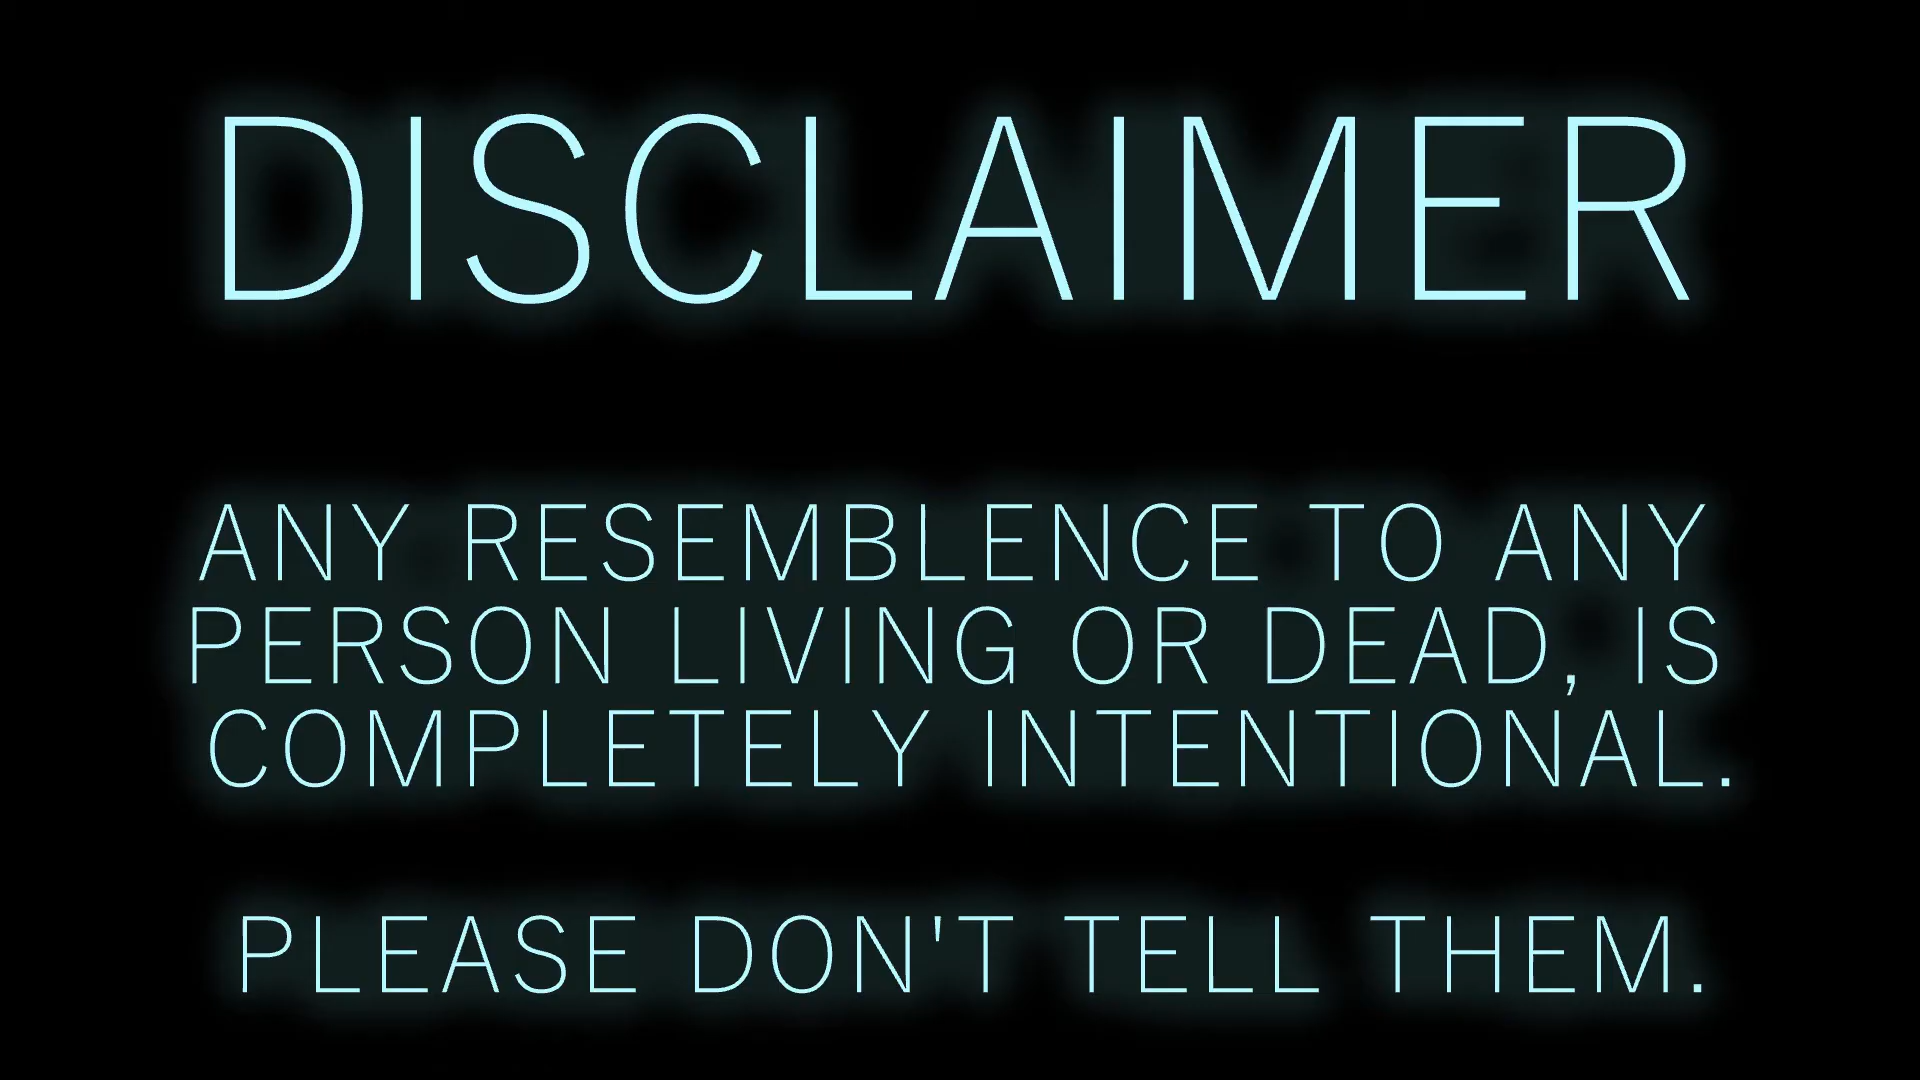 DISCLAIMER
ANY RESEMBLENCE TO ANY
PERSON LIVING OR DEAD, IS
COMPLETELY INTENTIONAL.
PLEASE DON'T TELL THEM.